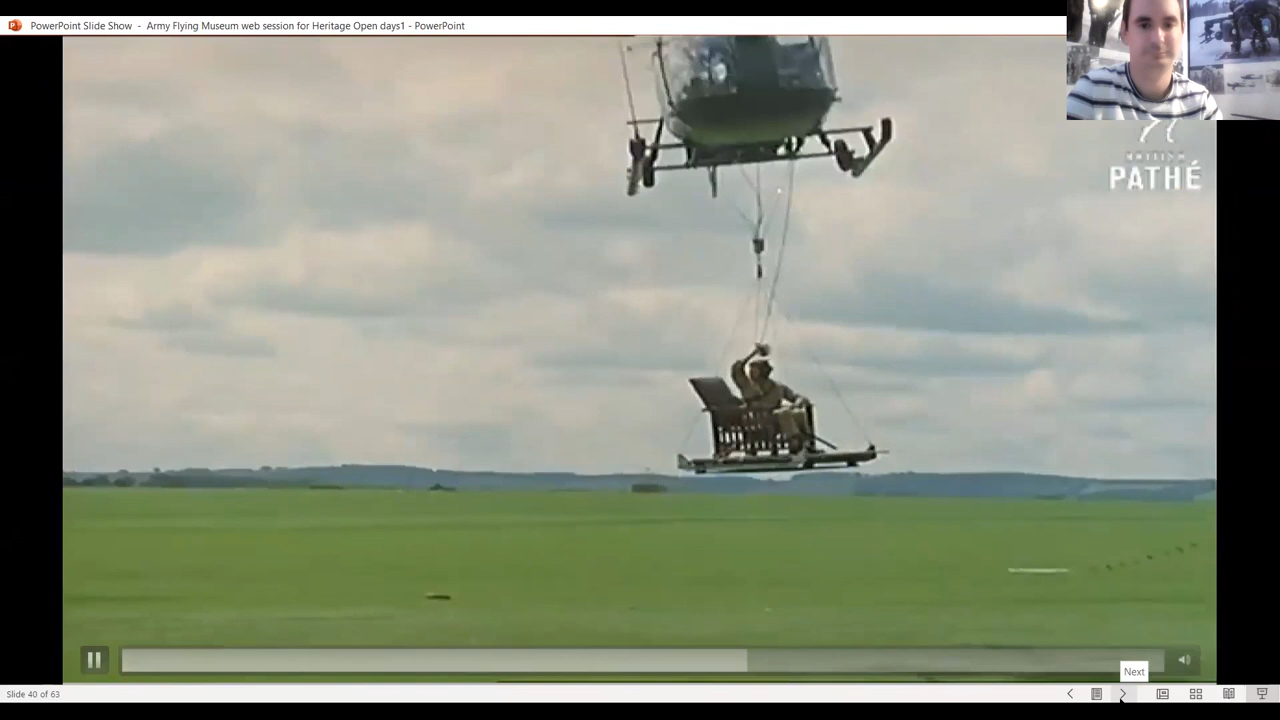 PowerPoint Slide Show - Army Flying Museum web session for Heritage Open days1 - PowerPoint
BRITISH
PATHÉ
Next
Slide 40 of 63